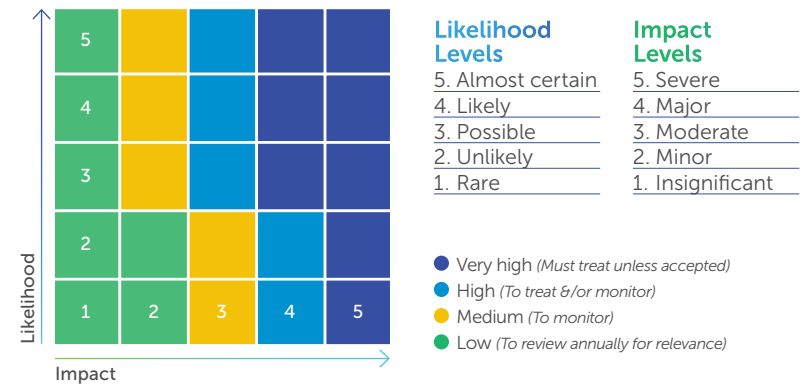 Likelihood
5
4
3
2
1 2 3 4 5
Impact
Likelihood
Levels
5. Almost certain
4. Likely
3. Possible
2. Unlikely
1. Rare
Impact
Levels
5. Severe
4. Major
3. Moderate
2. Minor
1. Insignificant
Very high (Must treat unless accepted)
High (To treat &/or monitor)
Medium (To monitor)
Low (To review annually for relevance)